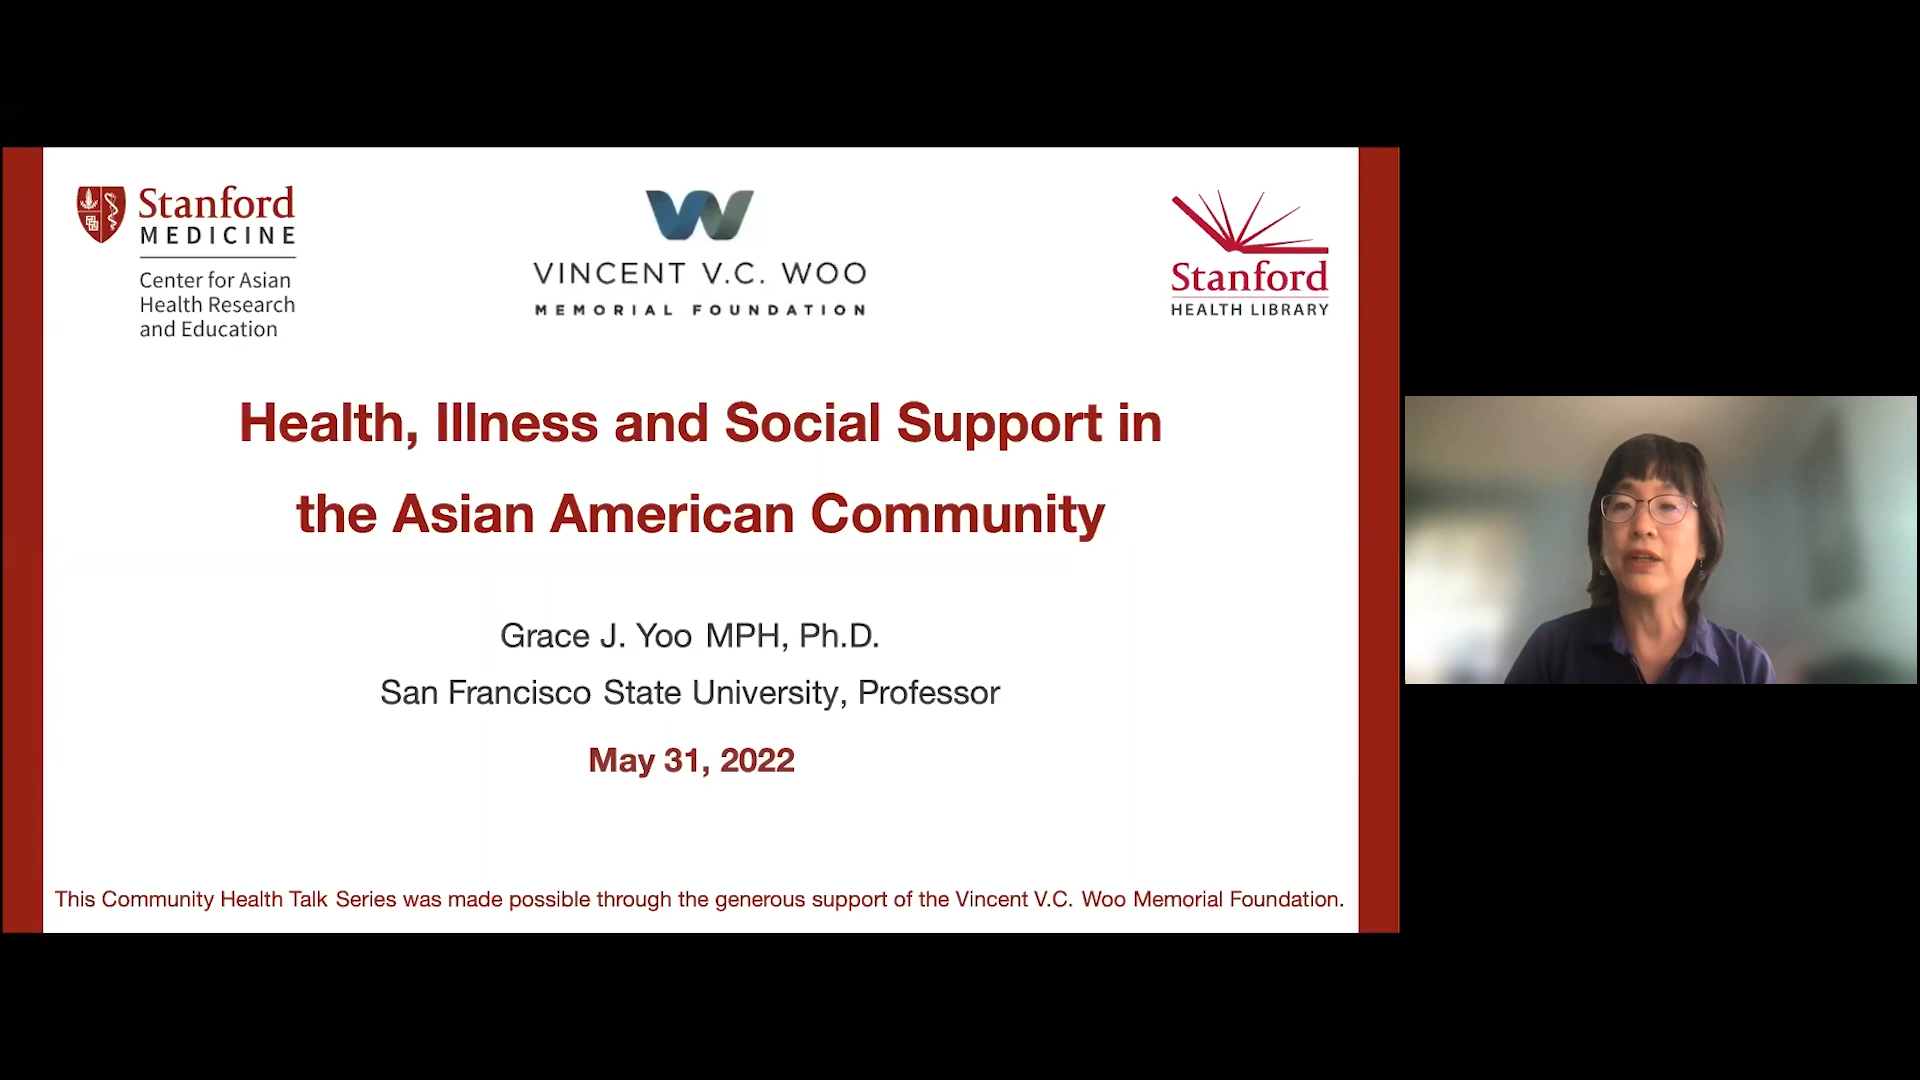 Stanford
MEDICINE
Center for Asian
Health Research
and Education
VINCENT V.C. WOO
MEMORIAL FOUNDATION
Stanford
HEALTH LIBRARY
Health, Illness and Social Support in
the Asian American Community
Grace J. Yoo MPH, Ph.D.
San Francisco State University, Professor
May 31, 2022
This Community Health Talk Series was made possible through the generous support of the Vincent V.C. Woo Memorial Foundation.